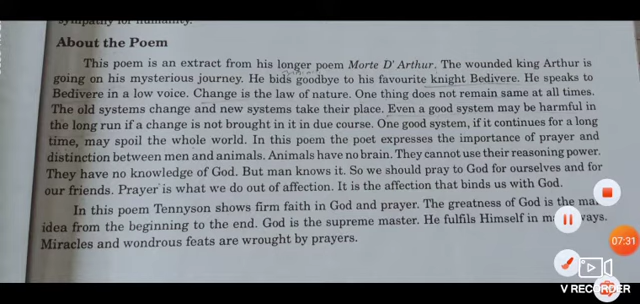 sympathy for humanity.
About the Poem
This poem is an extract from his longer poem Morte D' Arthur. The wounded king Arthur is
going on his mysterious journey. He bids goodbye to his favourite knight Bedivere. He speaks to
Bedivere in a low voice. Change is the law of nature. One thing does not remain same at all times.
The old systems change and new systems take their place. Even a good system may be harmful in
the long run if a change is not brought in it in due course. One good system, if it continues for a long
time, may spoil the whole world. In this poem the poet expresses the importance of prayer and
distinction between men and animals. Animals have no brain. They cannot use their reasoning power.
They have no knowledge of God. But man knows it. So we should pray to God for ourselves and for
our friends. Prayer is what we do out of affection. It is the affection that binds us with God.
In this poem Tennyson shows firm faith in God and prayer. The greatness of God is the
idea from the beginning to the end. God is the supreme master. He fulfils Himself in ways.
Miracles and wondrous feats are wrought by prayers.
07:31
V RECORDER